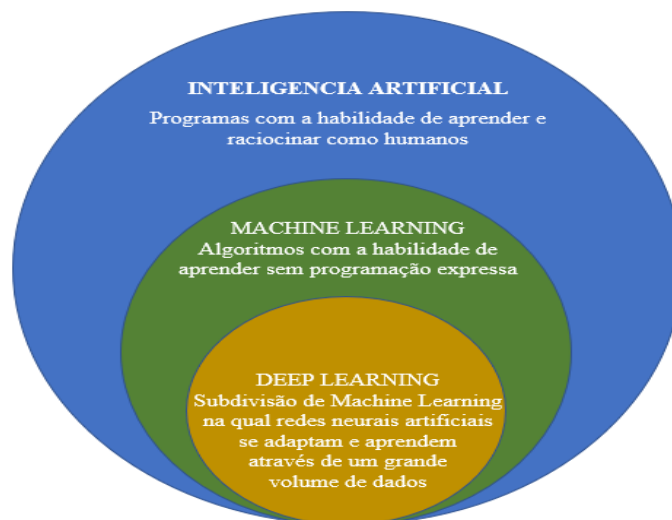 INTELIGENCIA ARTIFICIAL
Programas com a habilidade de aprender e
raciocinar como humanos
MACHINE LEARNING
Algoritmos com a habilidade de
aprender sem programação expressa
DEEP LEARNING
Subdivisão de Machine Learning
na qual redes neurais artificiais
se adaptam e aprendem
através de um grande
volume de dados